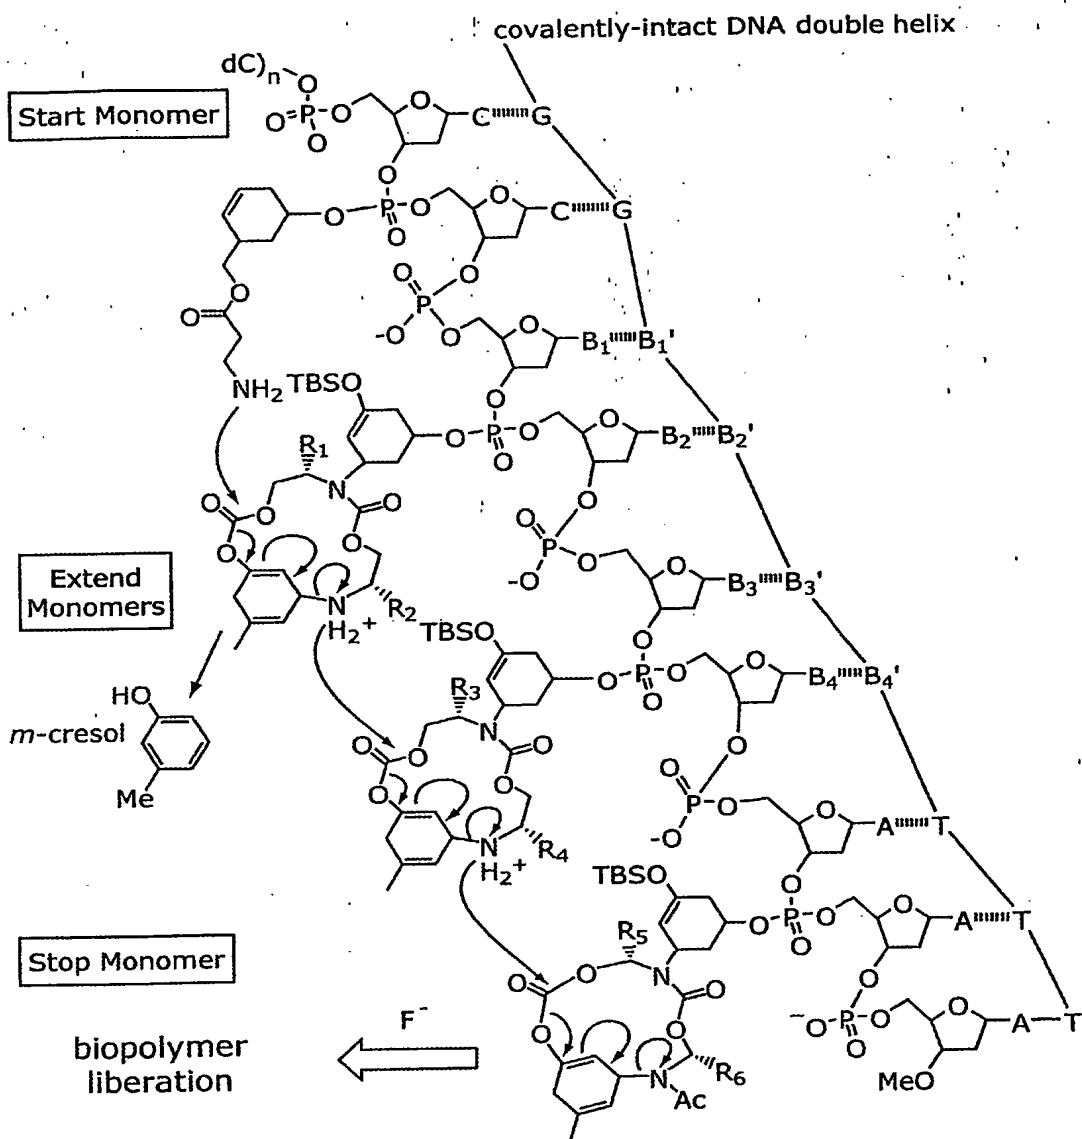 covalently-intact DNA double helix
dC)n
O
Start Monomer
O=P-O O C G
O
O
O P O O C G
O
O O
O P
-O O O B1 B1'
O
NH2 TBSO O
O P O O B2 B2'
R1 O
O O N O O
O O P
O -O O O B3 B3'
Extend
Monomers
N R2 TBSO O
H2+ O P O O B4 B4'
HO R3 O
m-cresol O O N O O
Me O O P
O -O O O A T
N R4
H2+ TBSO O
O P O O A T
Stop Monomer
R5 O
O O N O O
O O P
F- -O O O A T
biopolymer
liberation
N R6 MeO
Ac